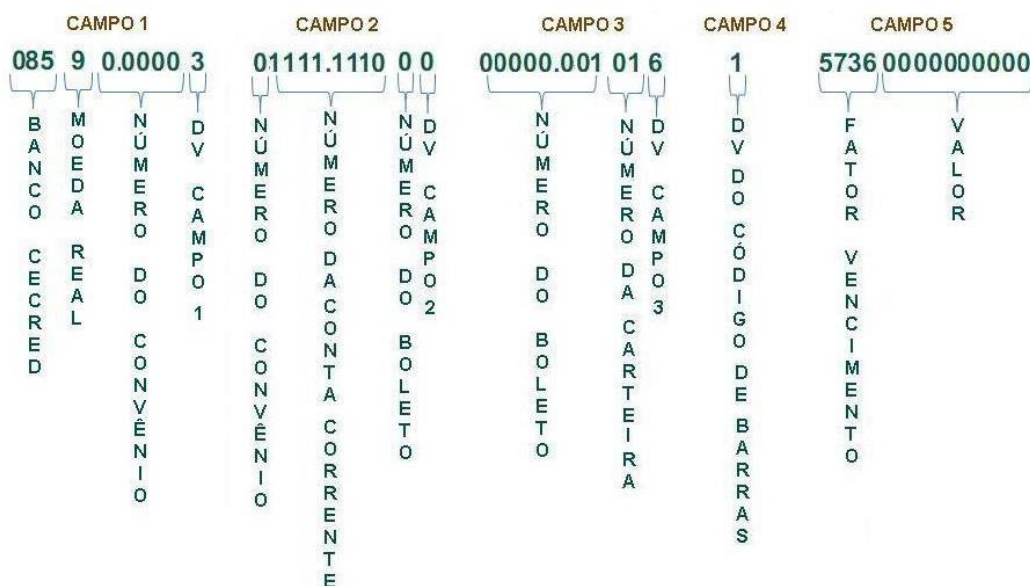 CAMPO 1 CAMPO 2 CAMPO 3 CAMPO 4 CAMPO 5
085 9 0.0000 3 01111.1110 0 0 00000.001 01 6 1 5736 0000000000
BANCO CECRED
MOEDA REAL
NÚMERO DO CONVÊNIO
DV CAMPO 1
NÚMERO DO CONVÊNIO
NÚMERO DA CONTA CORRENTE
NÚMERO DO BOLETO
DV CAMPO 2
NÚMERO DO BOLETO
NÚMERO DA CARTEIRA
DV CAMPO 3
DV DO CÓDIGO DE BARRAS
FATOR VENCIMENTO
VALOR